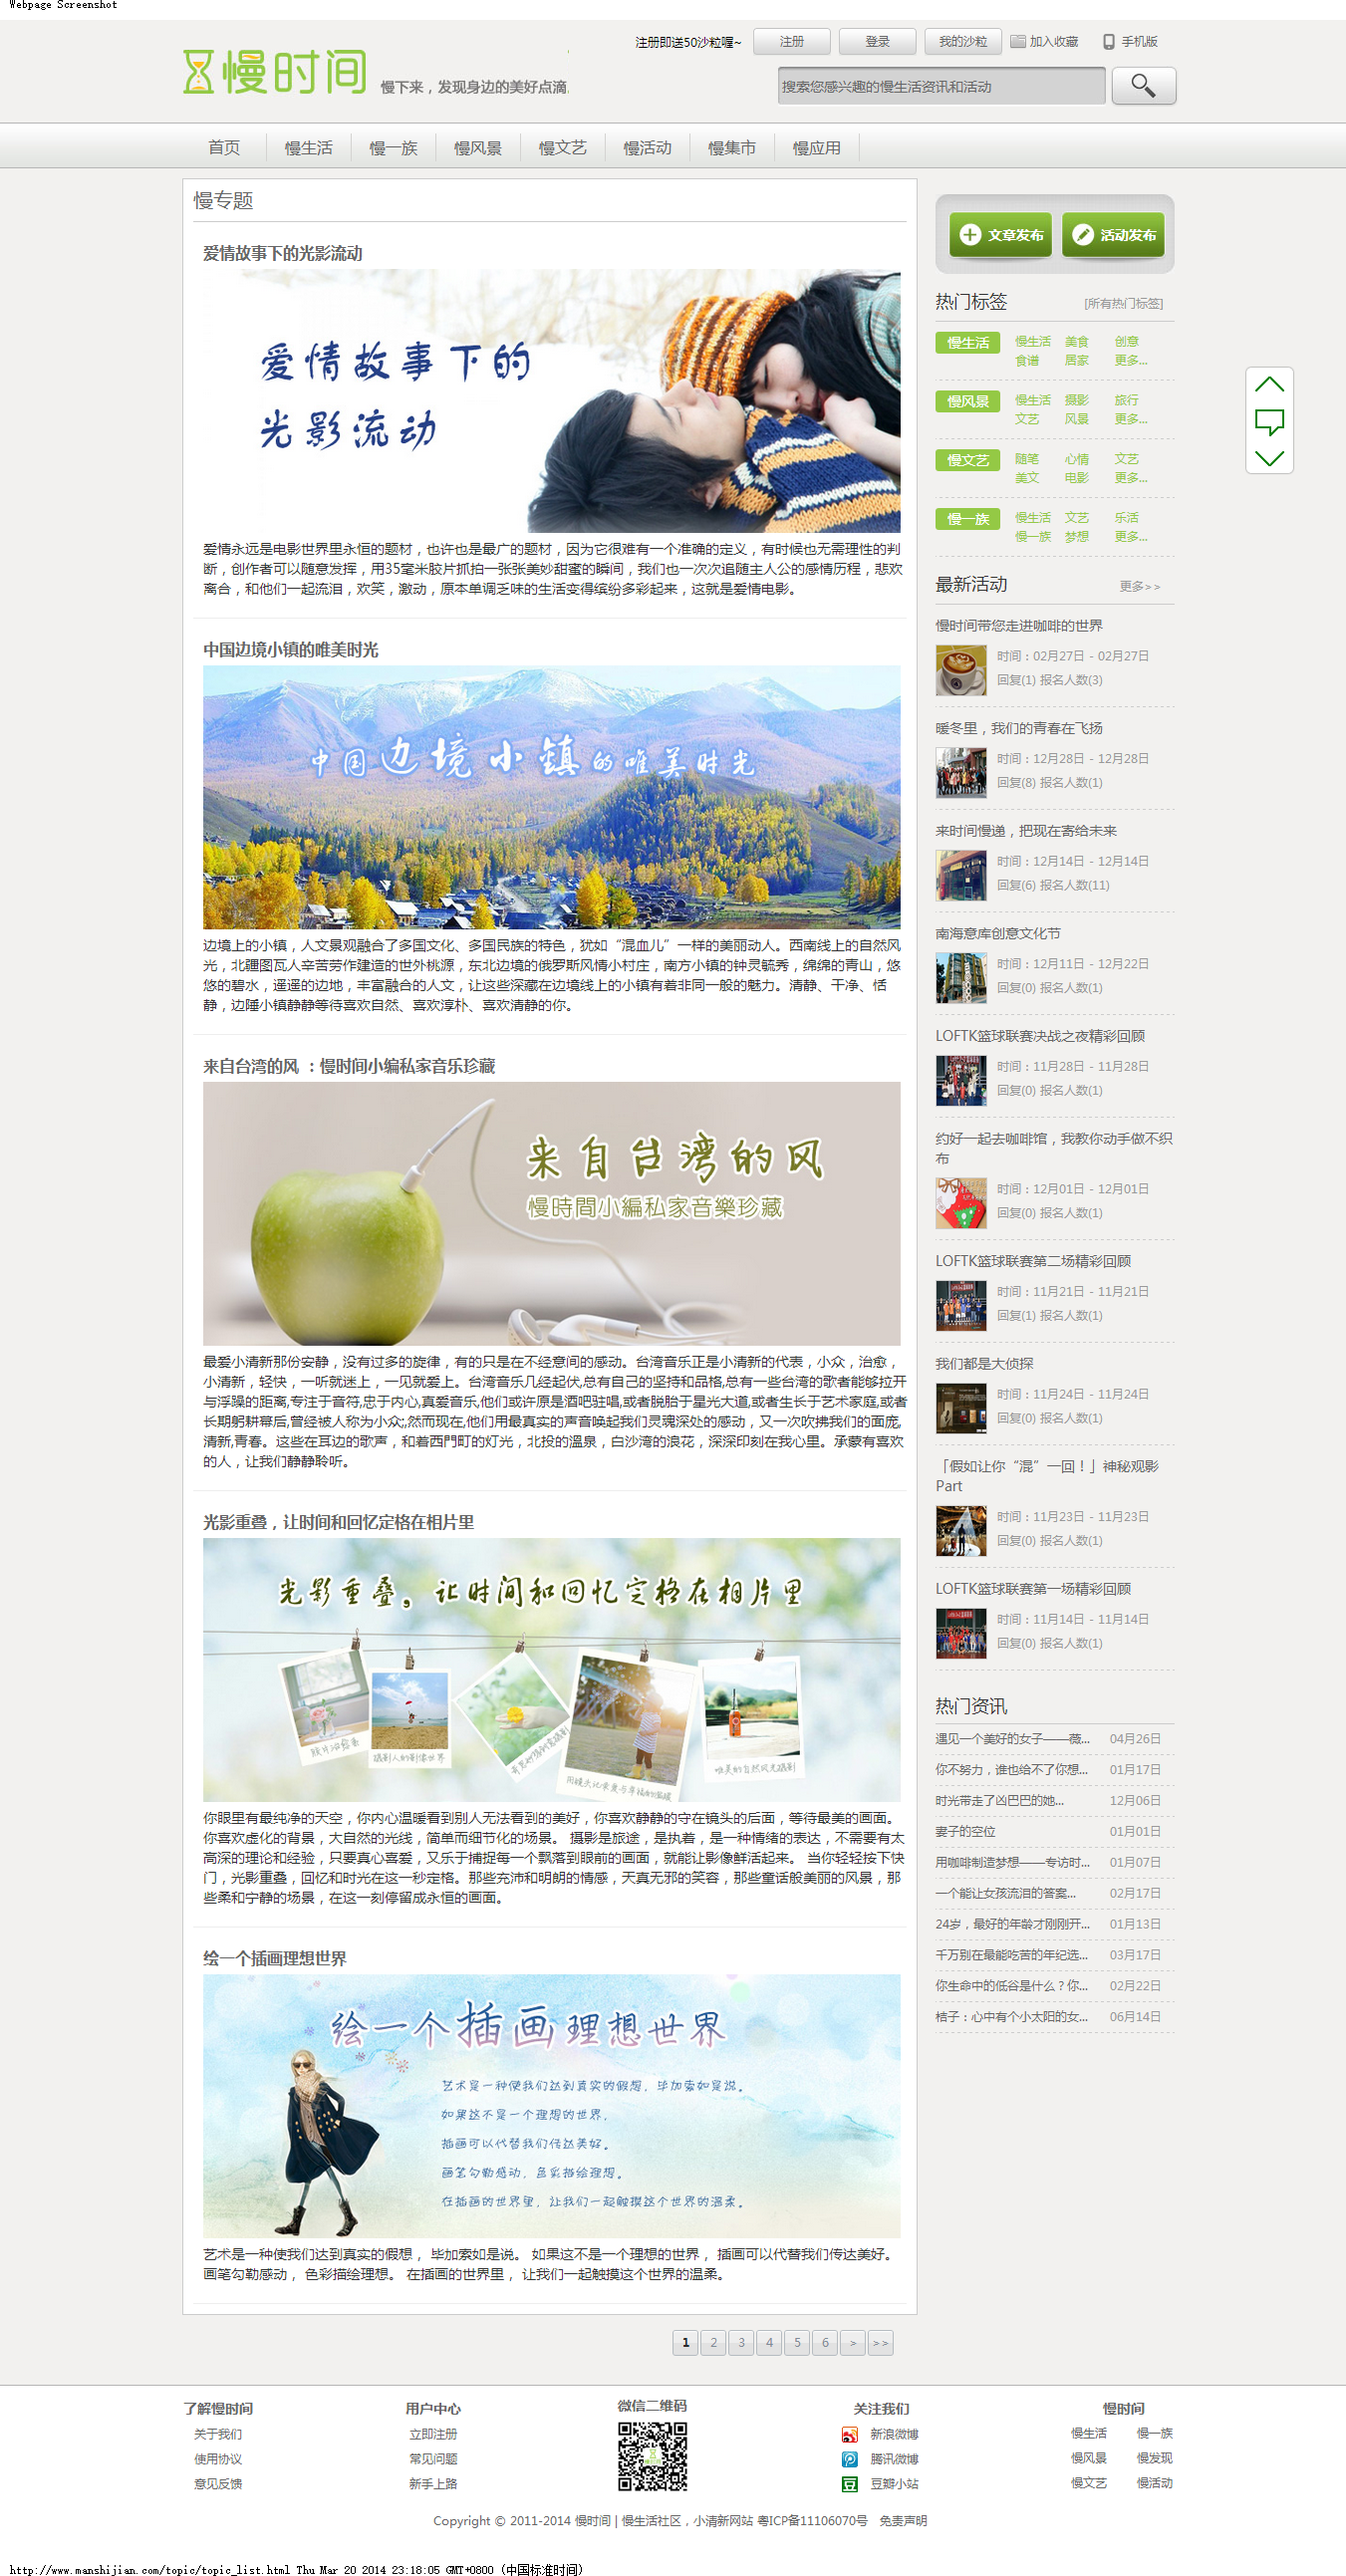 Webpage Screenshot
注册即送50沙粒喔~ 注册 登录 我的沙粒 加入收藏 手机版
慢时间 慢下来，发现身边的美好点滴
搜索您感兴趣的慢生活资讯和活动
首页 慢生活 慢一族 慢风景 慢文艺 慢活动 慢集市 慢应用
慢专题
爱情故事下的光影流动
爱情故事下的
光影流动
爱情永远是电影世界里永恒的题材，也许也是最广的题材，因为它很难有一个准确的定义，有时候也无需理性的判
断，创作者可以随意发挥，用35毫米胶片抓拍一张张美妙甜蜜的瞬间，我们也一次次追随主人公的感情历程，悲欢
离合，和他们一起流泪，欢笑，激动，原本单调乏味的生活变得缤纷多彩起来，这就是爱情电影。
中国边境小镇的唯美时光
中国边境小镇的唯美时光
边境上的小镇，人文景观融合了多国文化、多国民族的特色，犹如“混血儿”一样的美丽动人。西南线上的自然风
光，北疆图瓦人辛苦劳作建造的世外桃源，东北边境的俄罗斯风情小村庄，南方小镇的钟灵毓秀，绵绵的青山，悠
悠的碧水，遥遥的边地，丰富融合的人文，让这些深藏在边境线上的小镇有着非同一般的魅力。清静、干净、恬
静，边陲小镇静静等待喜欢自然、喜欢淳朴、喜欢清静的你。
来自台湾的风 ：慢时间小编私家音乐珍藏
来自台湾的风
慢時間小編私家音樂珍藏
最爱小清新那份安静，没有过多的旋律，有的只是在不经意间的感动。台湾音乐正是小清新的代表，小众，治愈，
小清新，轻快，一听就迷上，一见就爱上。台湾音乐几经起伏,总有自己的坚持和品格,总有一些台湾的歌者能够拉开
与浮躁的距离,专注于音符,忠于内心,真爱音乐,他们或许原是酒吧驻唱,或者脱胎于星光大道,或者生长于艺术家庭,或者
长期躬耕幕后,曾经被人称为小众,然而现在,他们用最真实的声音唤起我们灵魂深处的感动，又一次吹拂我们的面庞,
清新,青春。这些在耳边的歌声，和着西門町的灯光，北投的温泉，白沙湾的浪花，深深印刻在我心里。承蒙有喜欢
的人，让我们静静聆听。
光影重叠，让时间和回忆定格在相片里
光影重叠，让时间和回忆定格在相片里
你眼里有最纯净的天空，你内心温暖看到别人无法看到的美好，你喜欢静静的守在镜头的后面，等待最美的画面。
你喜欢虚化的背景，大自然的光线，简单而细节化的场景。 摄影是旅途，是执着，是一种情绪的表达，不需要有太
高深的理论和经验，只要真心喜爱，又乐于捕捉每一个飘落到眼前的画面，就能让影像鲜活起来。 当你轻轻按下快
门，光影重叠，回忆和时光在这一秒定格。那些充沛和明朗的情感，天真无邪的笑容，那些童话般美丽的风景，那
些柔和宁静的场景，在这一刻停留成永恒的画面。
绘一个插画理想世界
绘一个插画理想世界
艺术是一种使我们达到真实的假想，毕加索如是说。
如果这不是一个理想的世界，
插画可以代替我们传达美好。
画笔勾勒感动，色彩描绘理想。
在插画的世界里，让我们一起触摸这个世界的温柔。
艺术是一种使我们达到真实的假想， 毕加索如是说。 如果这不是一个理想的世界， 插画可以代替我们传达美好。
画笔勾勒感动， 色彩描绘理想。 在插画的世界里， 让我们一起触摸这个世界的温柔。
1 2 3 4 5 6 > >>
文章发布 活动发布
热门标签 [所有热门标签]
慢生活 慢生活 美食 创意
食谱 居家 更多...
慢风景 慢生活 摄影 旅行
文艺 风景 更多...
慢文艺 随笔 心情 文艺
美文 电影 更多...
慢一族 慢生活 文艺 乐活
慢一族 梦想 更多...
最新活动 更多>>
慢时间带您走进咖啡的世界
时间：02月27日 - 02月27日
回复(1) 报名人数(3)
暖冬里，我们的青春在飞扬
时间：12月28日 - 12月28日
回复(8) 报名人数(1)
来时间慢递，把现在寄给未来
时间：12月14日 - 12月14日
回复(6) 报名人数(11)
南海意库创意文化节
时间：12月11日 - 12月22日
回复(0) 报名人数(1)
LOFTK篮球联赛决战之夜精彩回顾
时间：11月28日 - 11月28日
回复(0) 报名人数(1)
约好一起去咖啡馆，我教你动手做不织
布
时间：12月01日 - 12月01日
回复(0) 报名人数(1)
LOFTK篮球联赛第二场精彩回顾
时间：11月21日 - 11月21日
回复(1) 报名人数(1)
我们都是大侦探
时间：11月24日 - 11月24日
回复(0) 报名人数(1)
「假如让你“混”一回！」神秘观影
Part
时间：11月23日 - 11月23日
回复(0) 报名人数(1)
LOFTK篮球联赛第一场精彩回顾
时间：11月14日 - 11月14日
回复(0) 报名人数(1)
热门资讯
遇见一个美好的女子——薇... 04月26日
你不努力，谁也给不了你想... 01月17日
时光带走了凶巴巴的她... 12月06日
妻子的空位 01月01日
用咖啡制造梦想——专访时... 01月07日
一个能让女孩流泪的答案... 02月17日
24岁，最好的年龄才刚刚开... 01月13日
千万别在最能吃苦的年纪选... 03月17日
你生命中的低谷是什么？你... 02月22日
桔子：心中有个小太阳的女... 06月14日
了解慢时间 用户中心 微信二维码 关注我们 慢时间
关于我们 立即注册 新浪微博 慢生活 慢一族
使用协议 常见问题 腾讯微博 慢风景 慢发现
意见反馈 新手上路 豆瓣小站 慢文艺 慢活动
Copyright © 2011-2014 慢时间 | 慢生活社区，小清新网站 粤ICP备11106070号 免责声明
http://www.manshijian.com/topic/topic_list.html Thu Mar 20 2014 23:18:05 GMT+0800 (中国标准时间)